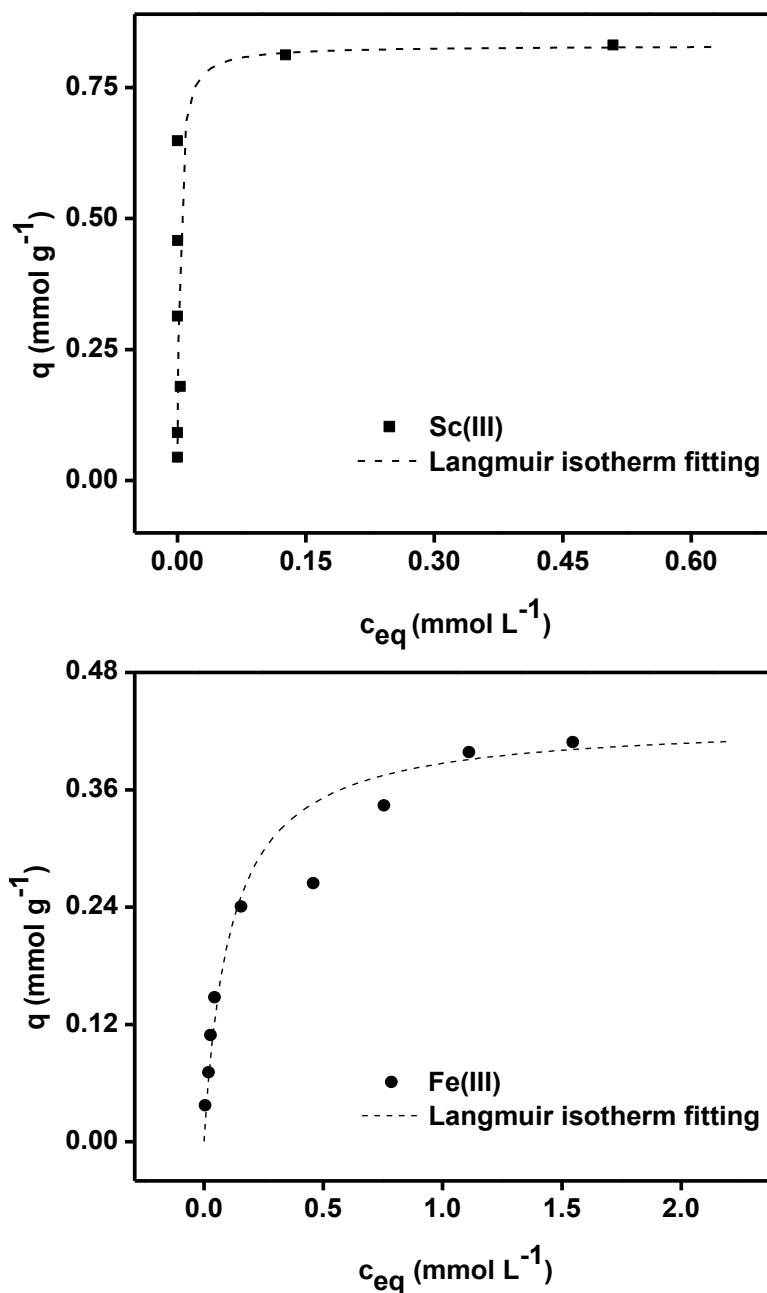 0.75
0.50
0.25
0.00
q (mmol g⁻¹)
Sc(III)
Langmuir isotherm fitting
0.00 0.15 0.30 0.45 0.60
c_eq (mmol L⁻¹)
0.48
0.36
0.24
0.12
0.00
q (mmol g⁻¹)
Fe(III)
Langmuir isotherm fitting
0.0 0.5 1.0 1.5 2.0
c_eq (mmol L⁻¹)